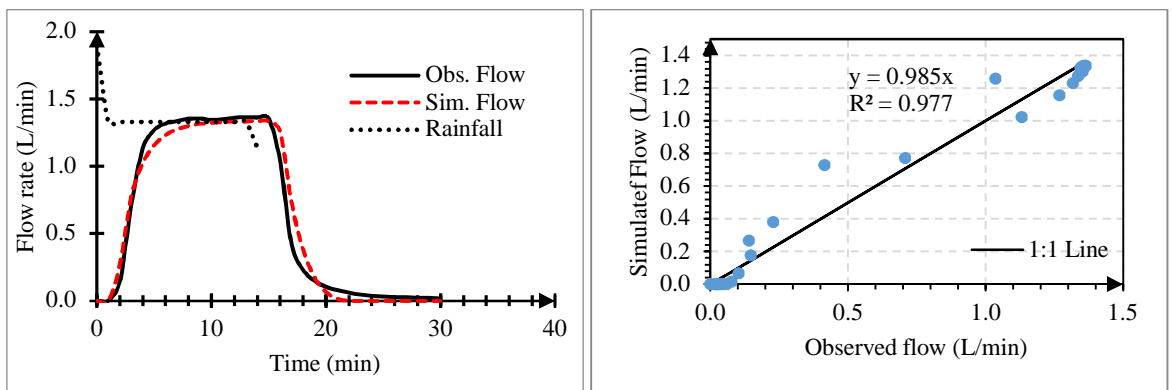 2.0
1.5
1.0
0.5
0.0
Flow rate (L/min)
Obs. Flow
Sim. Flow
Rainfall
0 10 20 30 40
Time (min)
1.4
1.2
1.0
0.8
0.6
0.4
0.2
0.0
Simulatef Flow (L/min)
y = 0.985x
R² = 0.977
1:1 Line
0.0 0.5 1.0 1.5
Observed flow (L/min)